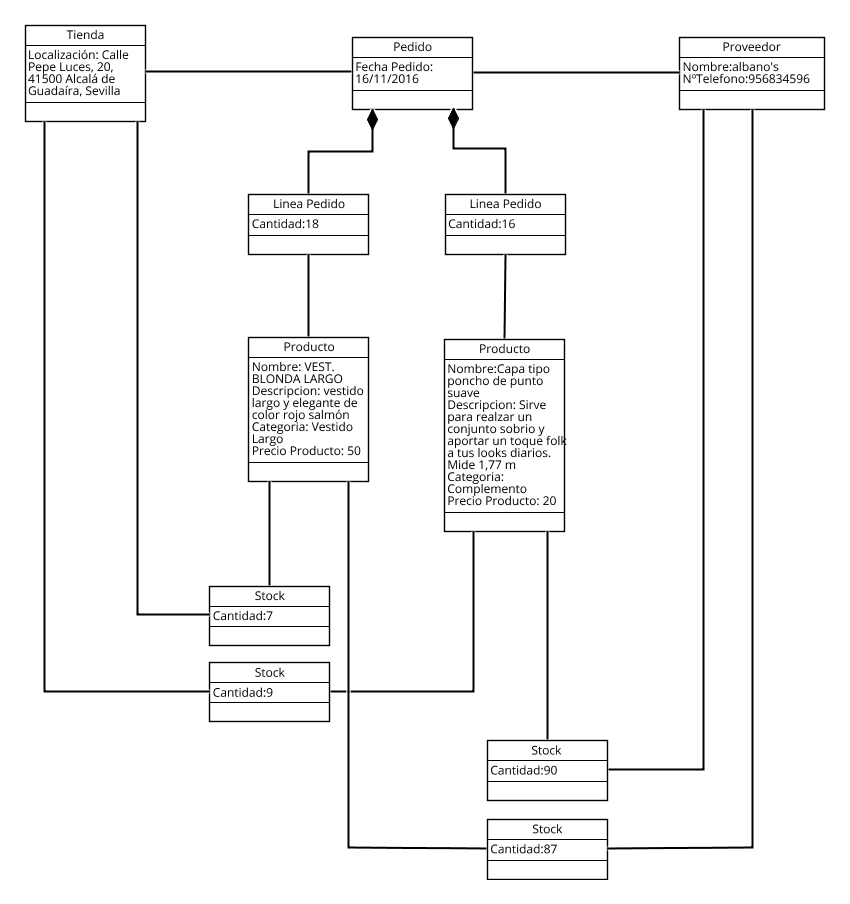 Tienda
Localización: Calle
Pepe Luces, 20,
41500 Alcalá de
Guadaíra, Sevilla
Pedido
Fecha Pedido:
16/11/2016
Proveedor
Nombre:albano's
NºTelefono:956834596
Linea Pedido
Cantidad:18
Linea Pedido
Cantidad:16
Producto
Nombre: VEST.
BLONDA LARGO
Descripcion: vestido
largo y elegante de
color rojo salmón
Categoria: Vestido
Largo
Precio Producto: 50
Producto
Nombre:Capa tipo
poncho de punto
suave
Descripcion: Sirve
para realzar un
conjunto sobrio y
aportar un toque folk
a tus looks diarios.
Mide 1,77 m
Categoria:
Complemento
Precio Producto: 20
Stock
Cantidad:7
Stock
Cantidad:9
Stock
Cantidad:90
Stock
Cantidad:87